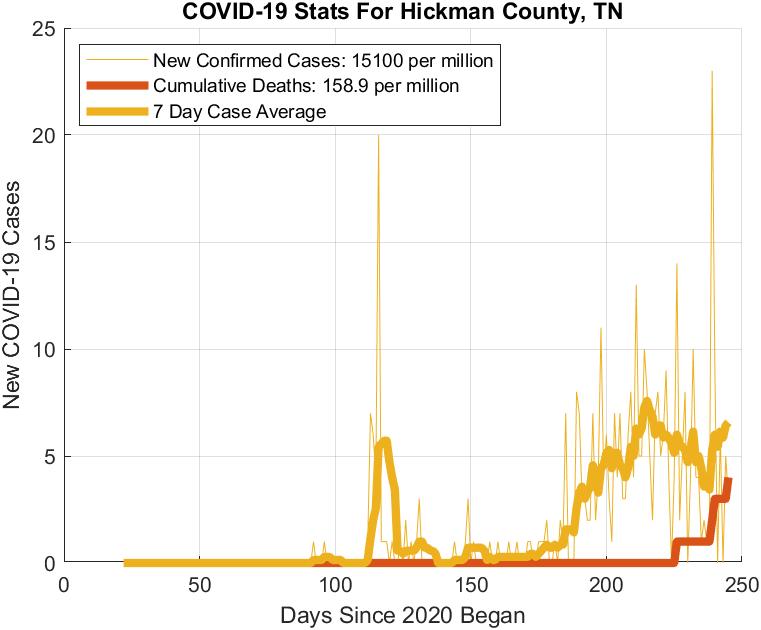 COVID-19 Stats For Hickman County, TN
New Confirmed Cases: 15100 per million
Cumulative Deaths: 158.9 per million
7 Day Case Average
New COVID-19 Cases
25
20
15
10
5
0
0 50 100 150 200 250
Days Since 2020 Began